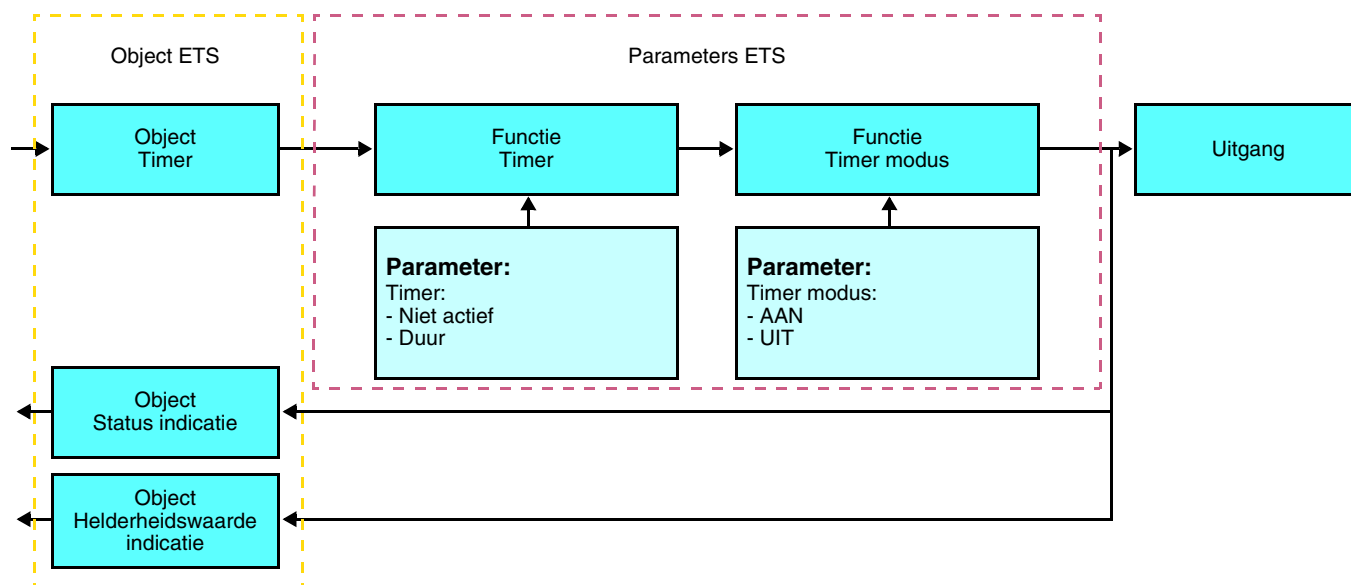 Object ETS
Parameters ETS
Object
Timer
Functie
Timer
Functie
Timer modus
Uitgang
Parameter:
Timer:
- Niet actief
- Duur
Parameter:
Timer modus:
- AAN
- UIT
Object
Status indicatie
Object
Helderheidswaarde
indicatie